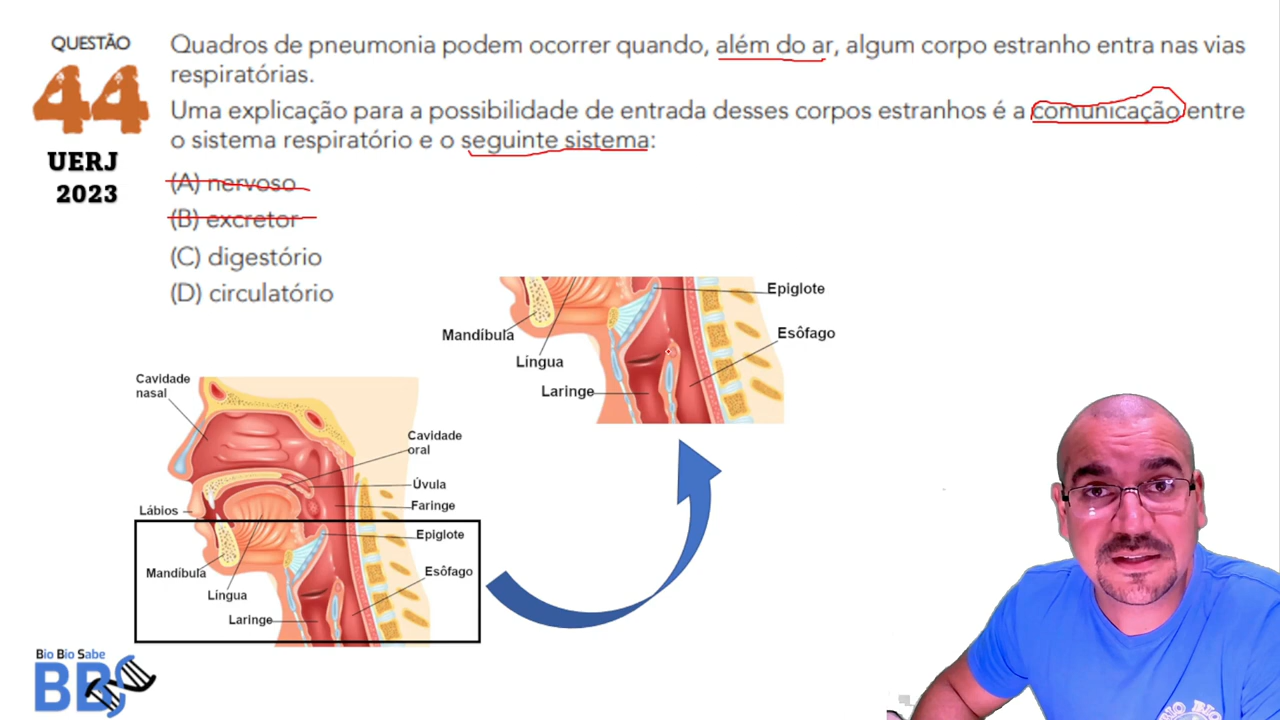 QUESTÃO
44
UERJ
2023
Quadros de pneumonia podem ocorrer quando, além do ar, algum corpo estranho entra nas vias
respiratórias.
Uma explicação para a possibilidade de entrada desses corpos estranhos é a comunicação entre
o sistema respiratório e o seguinte sistema:
(A) nervoso
(B) excretor
(C) digestório
(D) circulatório
Epiglote
Mandíbula
Esôfago
Língua
Laringe
Cavidade
nasal
Cavidade
oral
Úvula
Faringe
Lábios
Epiglote
Mandíbula
Esôfago
Língua
Laringe
Bio Bio Sabe
BBS